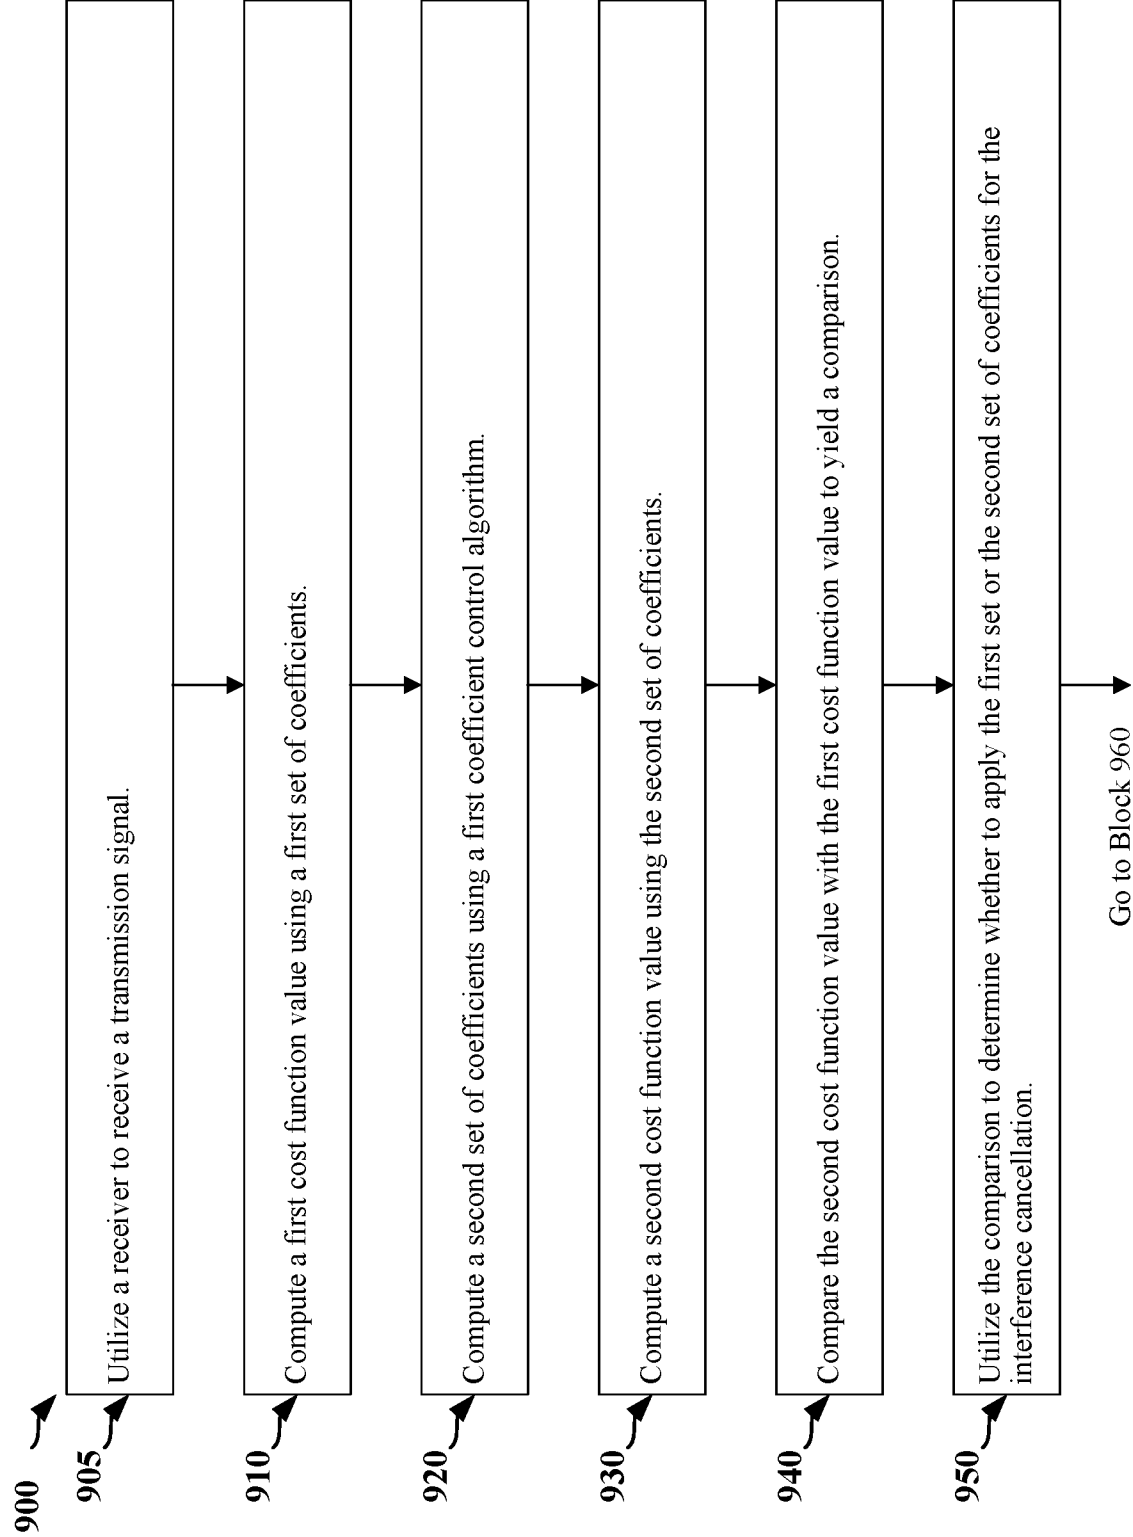 900
905
Utilize a receiver to receive a transmission signal.
910
Compute a first cost function value using a first set of coefficients.
920
Compute a second set of coefficients using a first coefficient control algorithm.
930
Compute a second cost function value using the second set of coefficients.
940
Compare the second cost function value with the first cost function value to yield a comparison.
950
Utilize the comparison to determine whether to apply the first set or the second set of coefficients for the
interference cancellation.
Go to Block 960